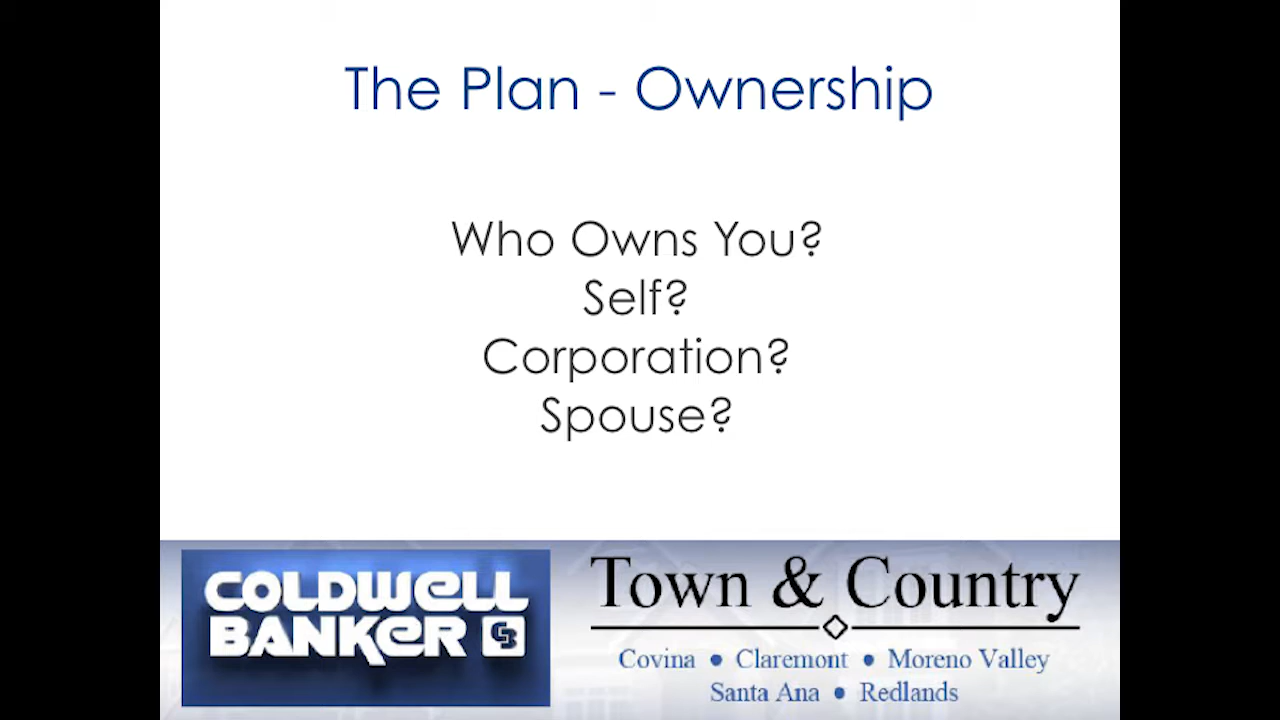 The Plan - Ownership
Who Owns You?
Self?
Corporation?
Spouse?
COLDWELL
BANKER CB
Town & Country
Covina • Claremont • Moreno Valley
Santa Ana • Redlands